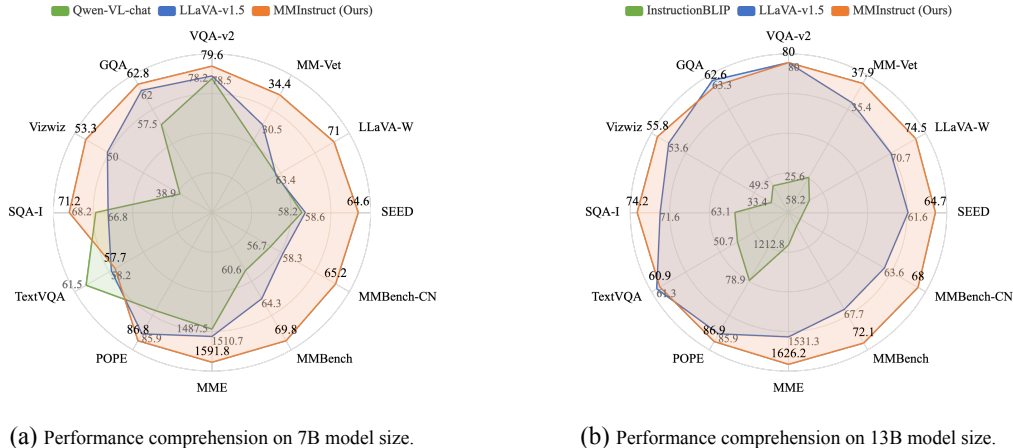 Qwen-VL-chat LLaVA-v1.5 MMInstruct (Ours)
VQA-v2
79.6
78.2 78.5
GQA
62.8
62
57.5
MM-Vet
34.4
30.5
Vizwiz
53.3
50
38.9
LLaVA-W
71
63.4
SQA-I
71.2
68.2
66.8
SEED
64.6
58.2
58.6
TextVQA
57.7
58.2
61.5
MMBench-CN
65.2
58.3
56.7
POPE
86.8
85.9
MMBench
69.8
64.3
60.6
MME
1487.5
1510.7
1591.8
(a) Performance comprehension on 7B model size.
InstructionBLIP LLaVA-v1.5 MMInstruct (Ours)
VQA-v2
80
80
GQA
62.6
63.3
49.5
MM-Vet
37.9
35.4
25.6
Vizwiz
55.8
53.6
33.4
LLaVA-W
74.5
70.7
58.2
SQA-I
74.2
71.6
63.1
SEED
64.7
61.6
TextVQA
60.9
61.3
50.7
MMBench-CN
68
63.6
POPE
86.9
85.9
78.9
MMBench
72.1
67.7
MME
1212.8
1531.3
1626.2
(b) Performance comprehension on 13B model size.